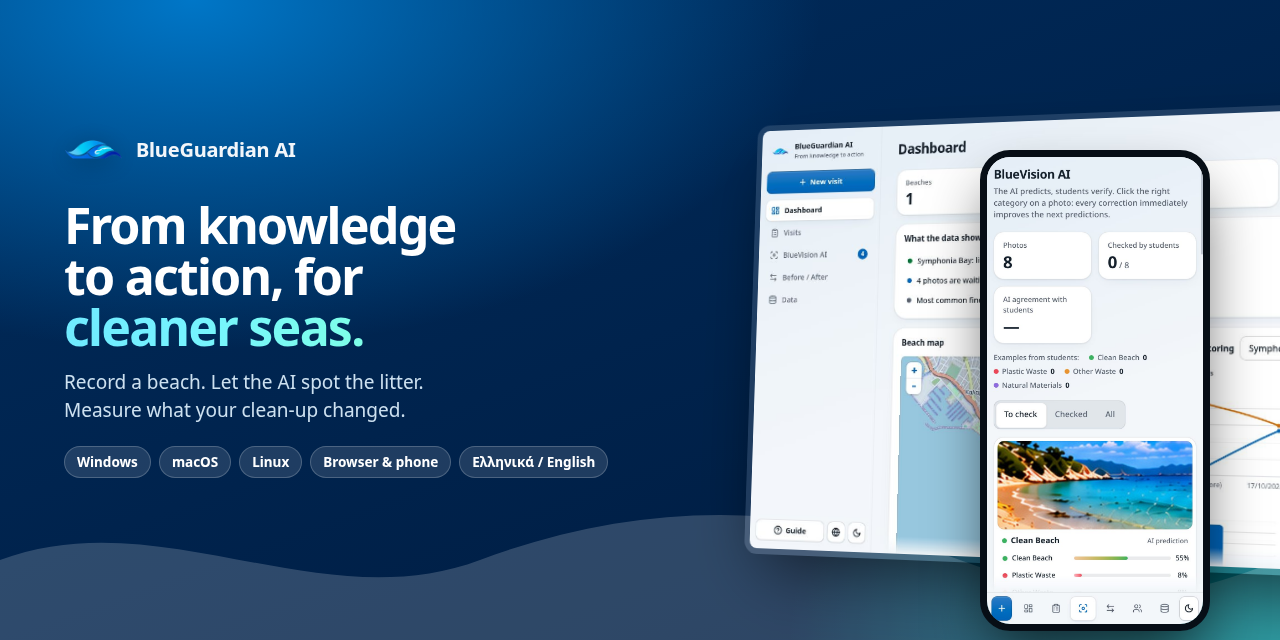 BlueGuardian AI
From knowledge
to action, for
cleaner seas.
Record a beach. Let the AI spot the litter.
Measure what your clean-up changed.
Windows
macOS
Linux
Browser & phone
Ελληνικά / English
BlueGuardian AI
From knowledge to action
+ New visit
Dashboard
Visits
BlueVision AI
4
Before / After
Data
Guide
Dashboard
Beaches
1
What the data show
Symphonia Bay:
4 photos are
Most common
Beach map
+
-
17/10/202
BlueVision AI
The AI predicts, students verify. Click the right
category on a photo: every correction immediately
improves the next predictions.
Photos
8
Checked by students
0 / 8
AI agreement with
students
—
Examples from students:
Clean Beach 0
Plastic Waste 0
Other Waste 0
Natural Materials 0
To check
Checked
All
Clean Beach
AI prediction
Clean Beach
55%
Plastic Waste
8%
+